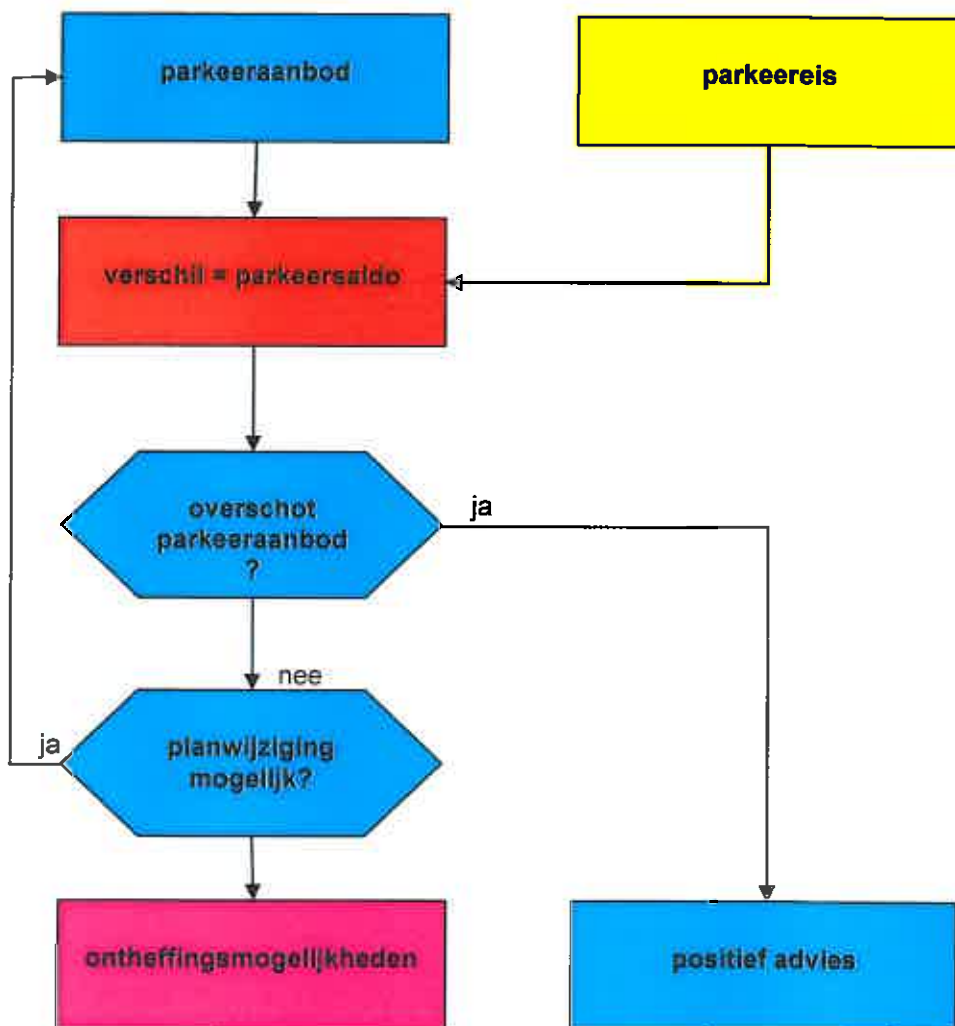 parkeeraanbod
parkeereis
verschil = parkeersaldo
overschot
parkeeraanbod
?
ja
nee
ja
planwijziging
mogelijk?
ontheffingsmogelijkheden
positief advies